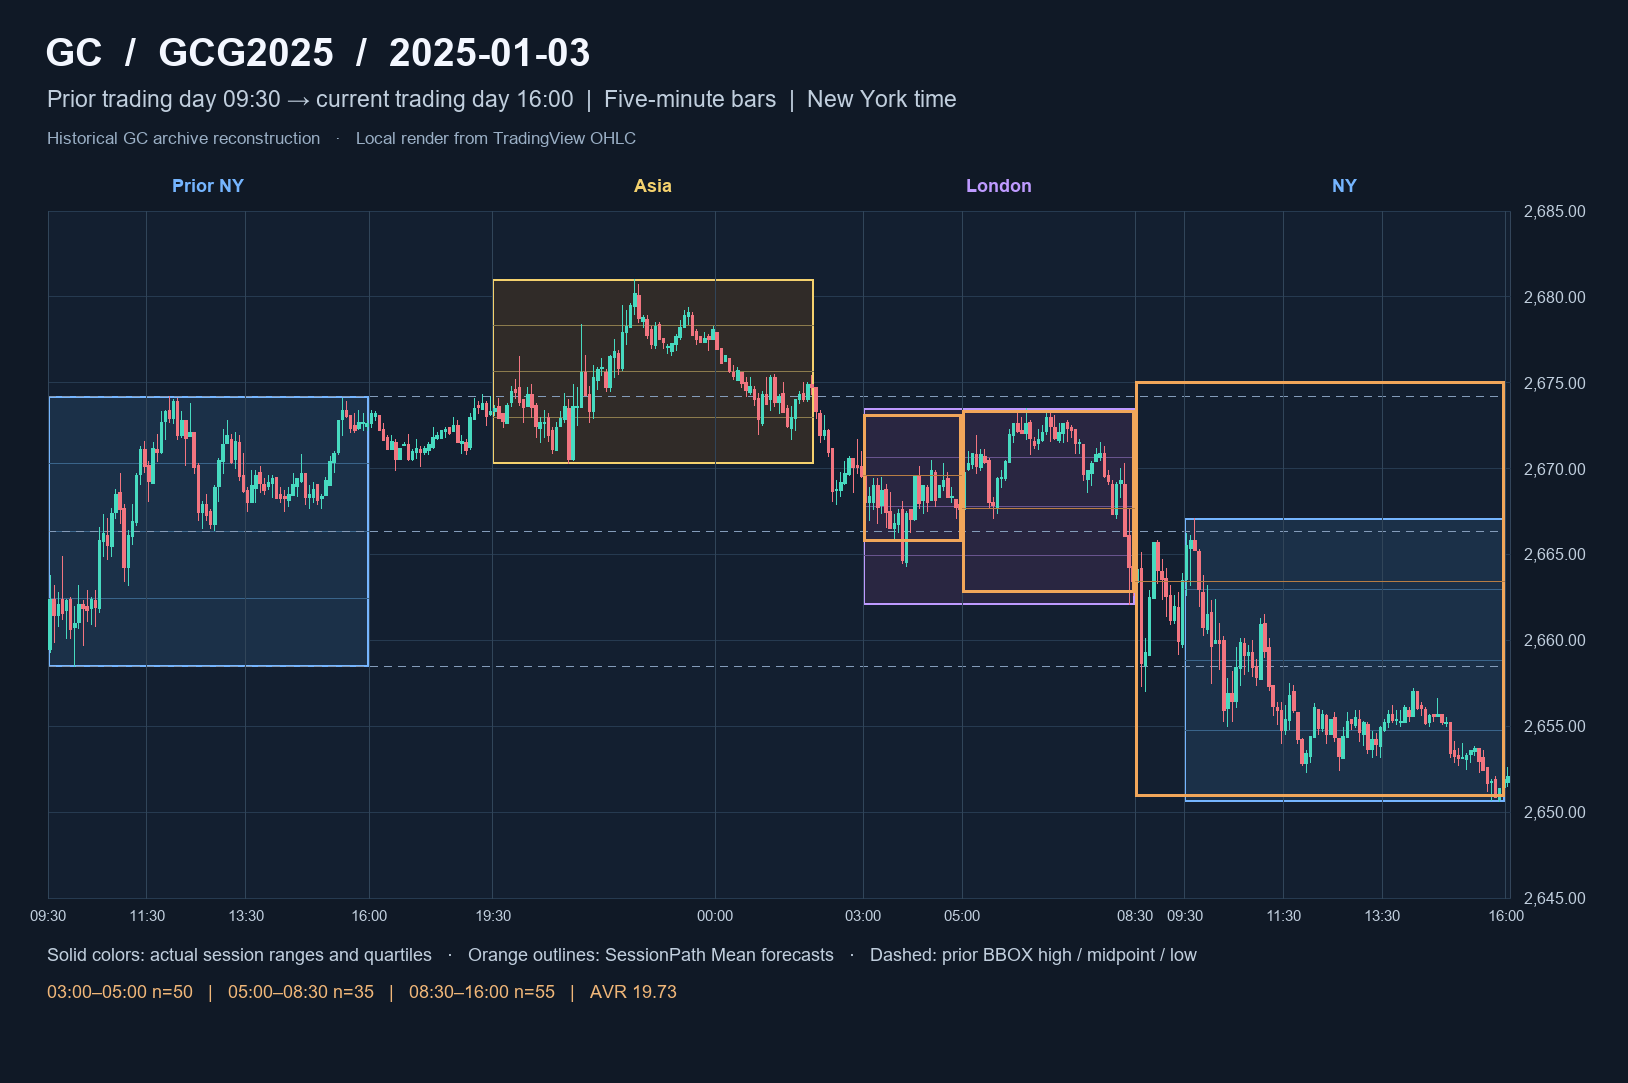 GC / GCG2025 / 2025-01-03
Prior trading day 09:30 → current trading day 16:00 | Five-minute bars | New York time
Historical GC archive reconstruction · Local render from TradingView OHLC
Prior NY Asia London NY
2,685.00
2,680.00
2,675.00
2,670.00
2,665.00
2,660.00
2,655.00
2,650.00
2,645.00
09:30 11:30 13:30 16:00 19:30 00:00 03:00 05:00 08:30 09:30 11:30 13:30 16:00
Solid colors: actual session ranges and quartiles · Orange outlines: SessionPath Mean forecasts · Dashed: prior BBOX high / midpoint / low
03:00–05:00 n=50 | 05:00–08:30 n=35 | 08:30–16:00 n=55 | AVR 19.73